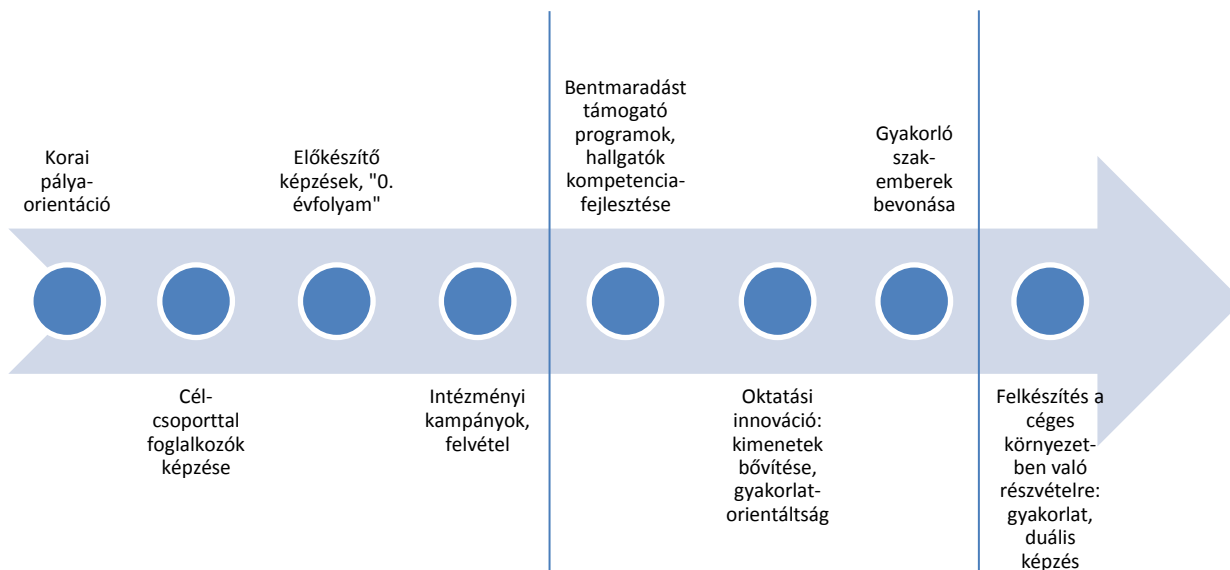 Korai
pálya-
orientáció
Cél-
csoporttal
foglalkozók
képzése
Előkészítő
képzések, "0.
évfolyam"
Intézményi
kampányok,
felvétel
Bentmaradást
támogató
programok,
hallgatók
kompetencia-
fejlesztése
Oktatási
innováció:
kimenetek
bővítése,
gyakorlat-
orientáltság
Gyakorló
szak-
emberek
bevonása
Felkészítés a
céges
környezet-
ben való
részvételre:
gyakorlat,
duális
képzés